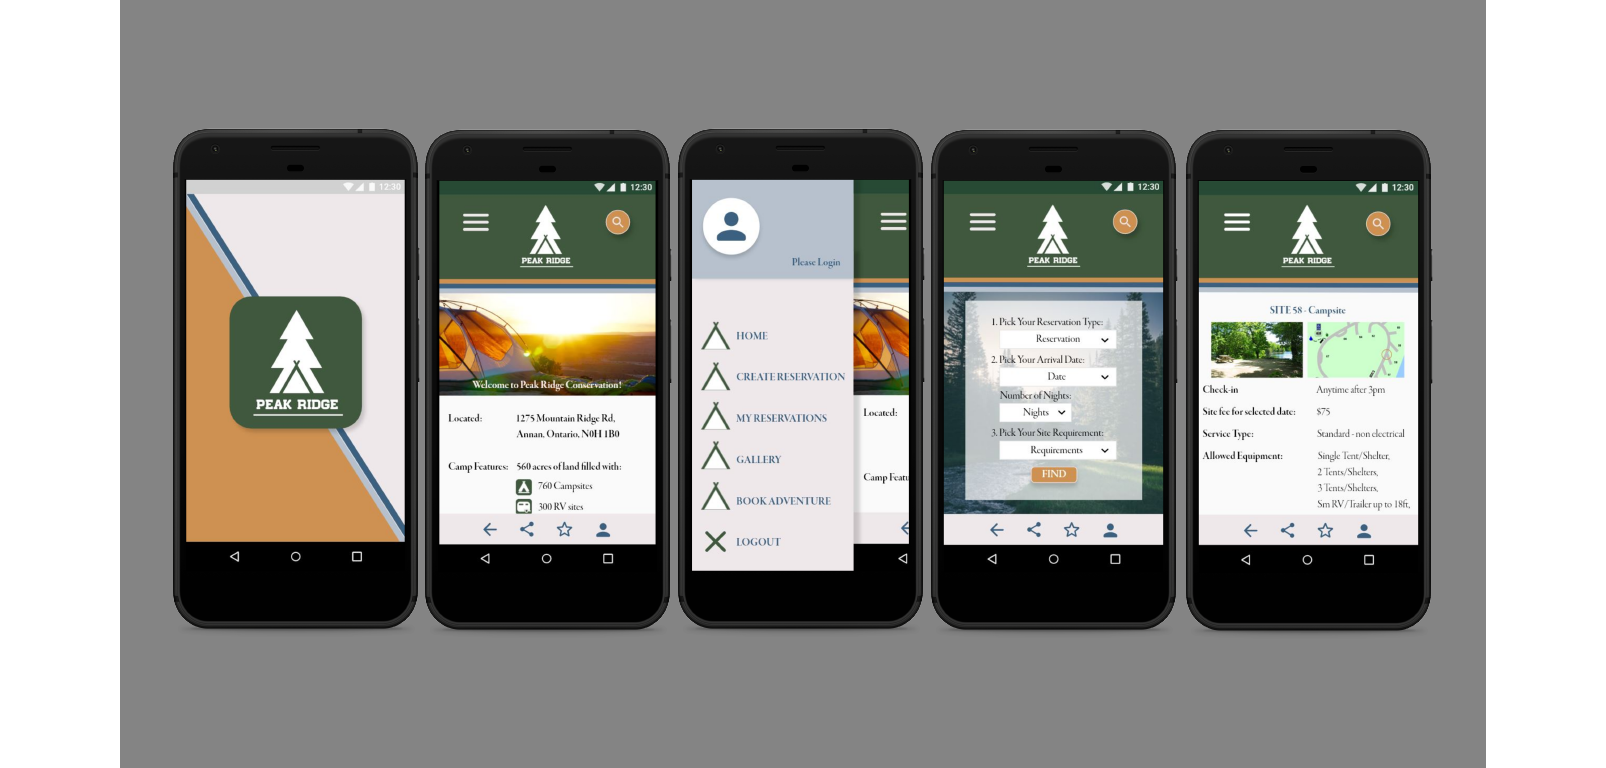 12:30
PEAK RIDGE
12:30
PEAK RIDGE
Welcome to Peak Ridge Conservation!
Located: 1275 Mountain Ridge Rd,
Annan, Ontario, N0H 1B0
Camp Features: 560 acres of land filled with:
760 Campsites
300 RV sites
Please Login
HOME
CREATE RESERVATION
MY RESERVATIONS
GALLERY
BOOK ADVENTURE
LOGOUT
Located:
Camp Featu
12:30
PEAK RIDGE
1. Pick Your Reservation Type:
Reservation
2. Pick Your Arrival Date:
Date
Number of Nights:
Nights
3. Pick Your Site Requirement:
Requirements
FIND
12:30
PEAK RIDGE
SITE 58 - Campsite
Check-in Anytime after 3pm
Site fee for selected date: $75
Service Type: Standard - non electrical
Allowed Equipment: Single Tent/Shelter,
2 Tents/Shelters,
3 Tents/Shelters,
Sm RV/Trailer up to 18ft,